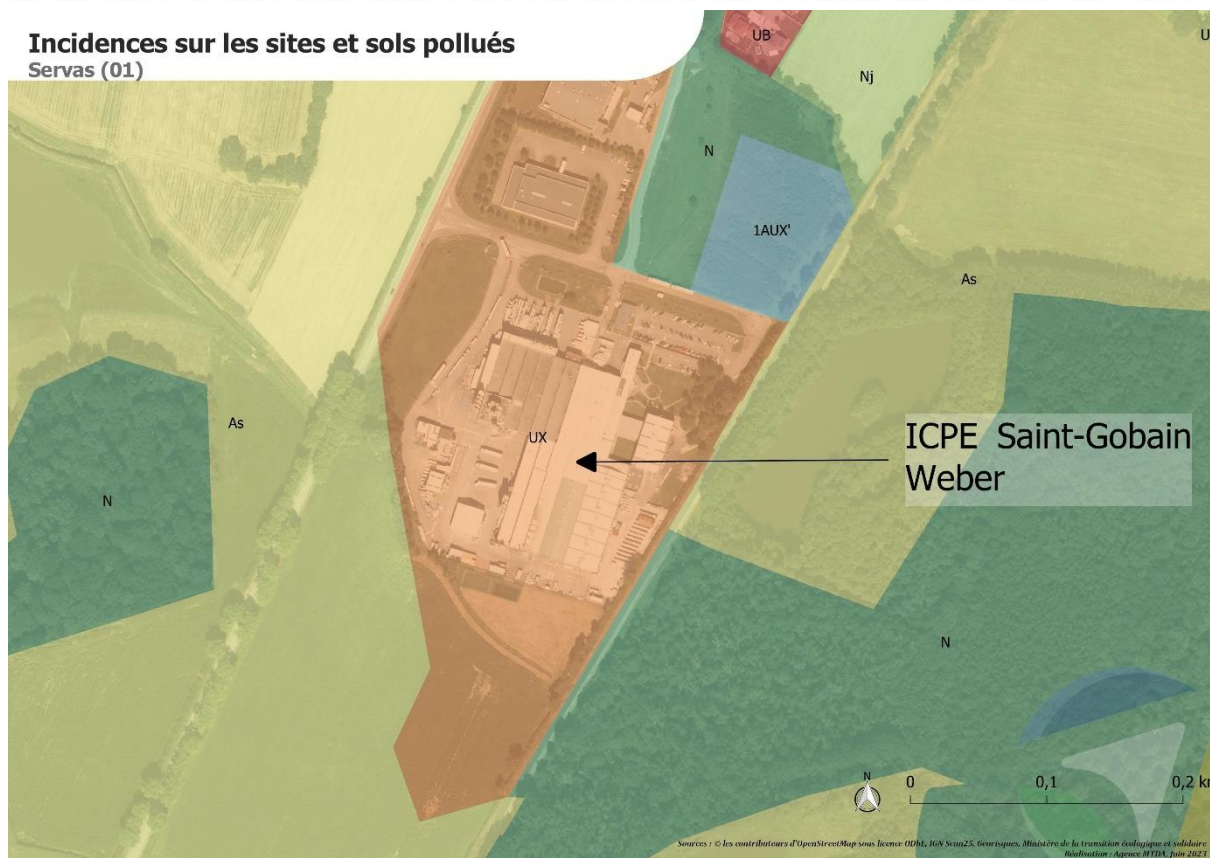 Incidences sur les sites et sols pollués
Servas (01)
UB
U
Nj
N
1AUX'
As
As
UX
ICPE Saint-Gobain
Weber
N
N
N
0 0,1 0,2 k
Sources : © les contributeurs d'OpenStreetMap sous licence ODbL, IGN Scan25, Georisques, Ministère de la transition écologique et solidaire
Réalisation : Agence MTDA, Juin 2023